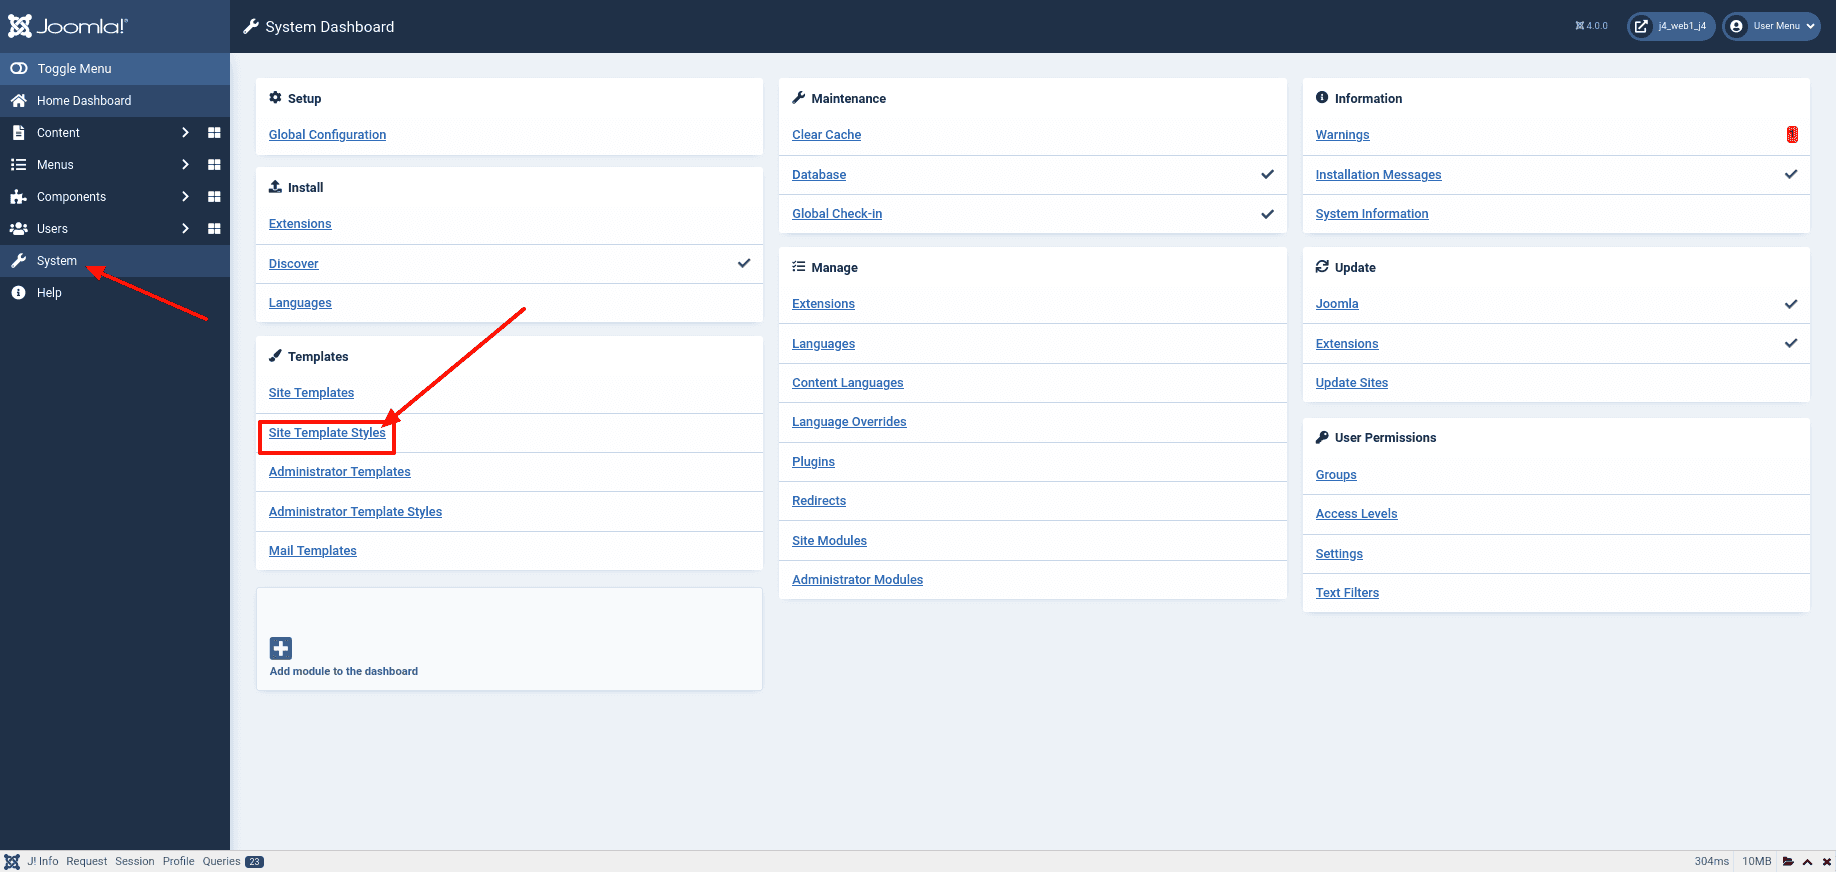 Joomla!®
System Dashboard
4.0.0
j4_web1_j4
User Menu
Toggle Menu
Home Dashboard
Content
Menus
Components
Users
System
Help
Setup
Global Configuration
Install
Extensions
Discover
Languages
Templates
Site Templates
Site Template Styles
Administrator Templates
Administrator Template Styles
Mail Templates
Add module to the dashboard
Maintenance
Clear Cache
Database
Global Check-in
Manage
Extensions
Languages
Content Languages
Language Overrides
Plugins
Redirects
Site Modules
Administrator Modules
Information
Warnings
Installation Messages
System Information
Update
Joomla
Extensions
Update Sites
User Permissions
Groups
Access Levels
Settings
Text Filters
J! Info Request Session Profile Queries 23
304ms 10MB